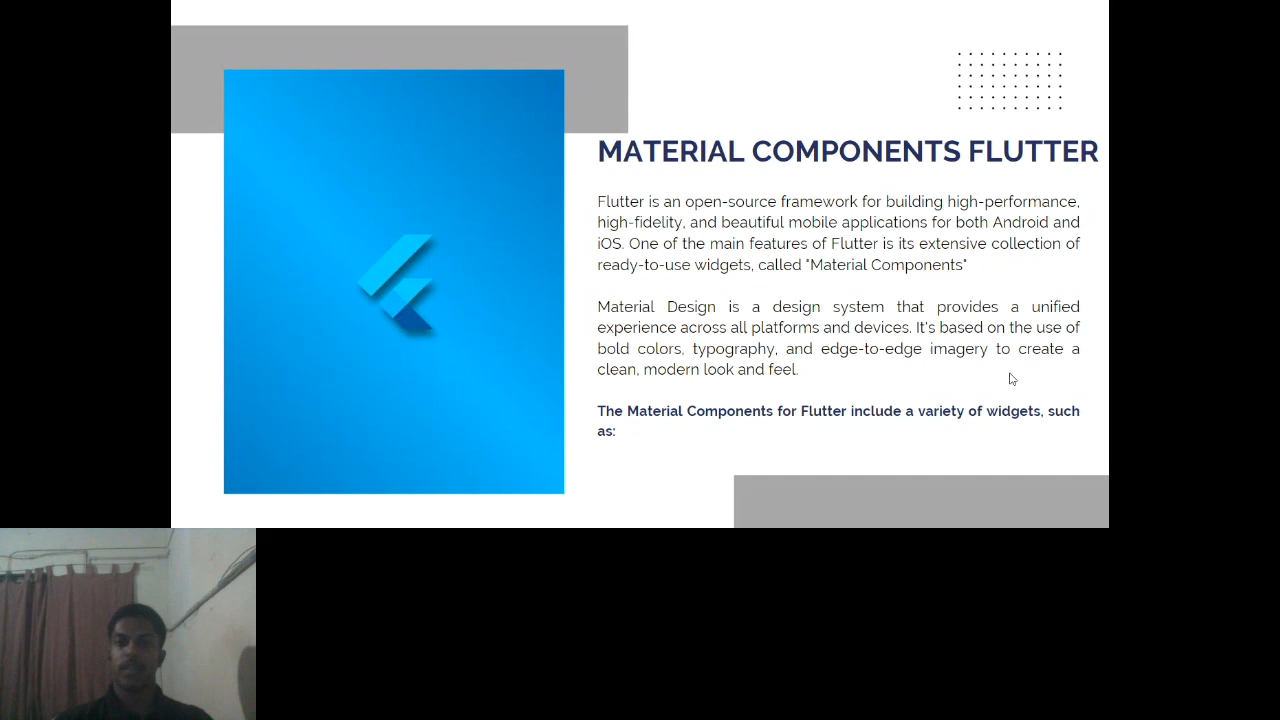 MATERIAL COMPONENTS FLUTTER
Flutter is an open-source framework for building high-performance,
high-fidelity, and beautiful mobile applications for both Android and
iOS. One of the main features of Flutter is its extensive collection of
ready-to-use widgets, called "Material Components"
Material Design is a design system that provides a unified
experience across all platforms and devices. It's based on the use of
bold colors, typography, and edge-to-edge imagery to create a
clean, modern look and feel.
The Material Components for Flutter include a variety of widgets, such
as: